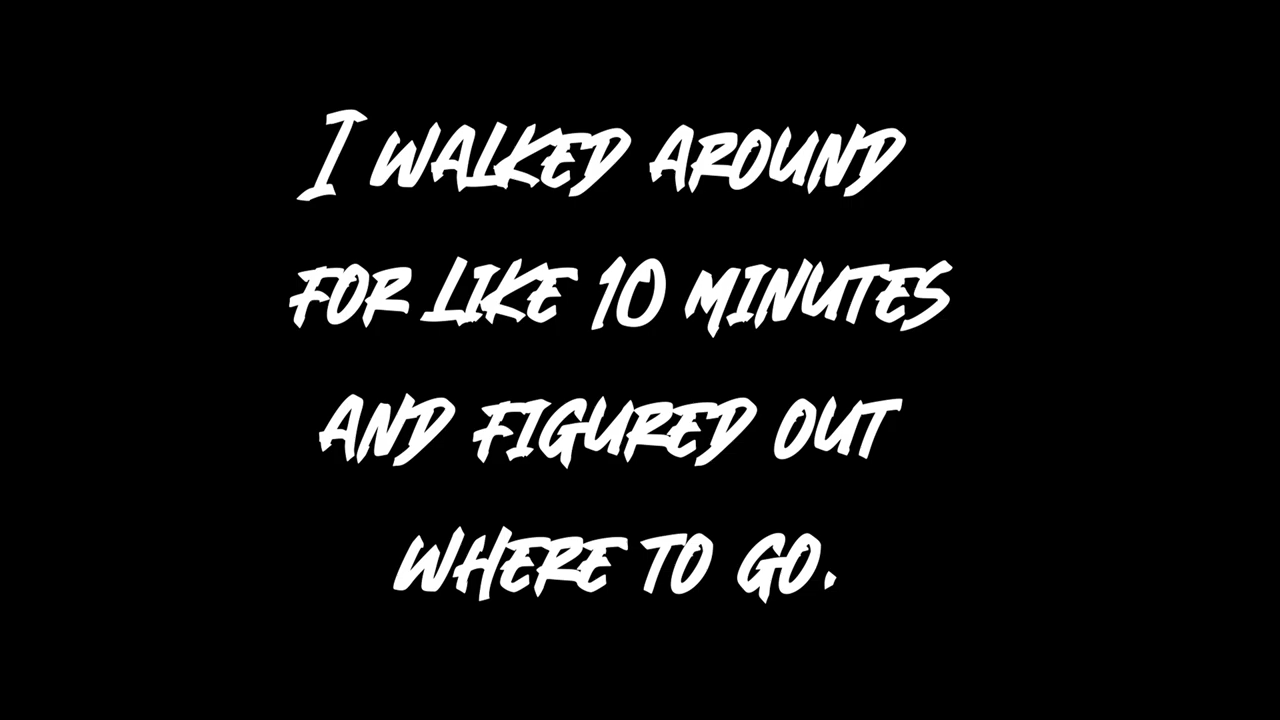 I WALKED AROUND
FOR LIKE 10 MINUTES
AND FIGURED OUT
WHERE TO GO.